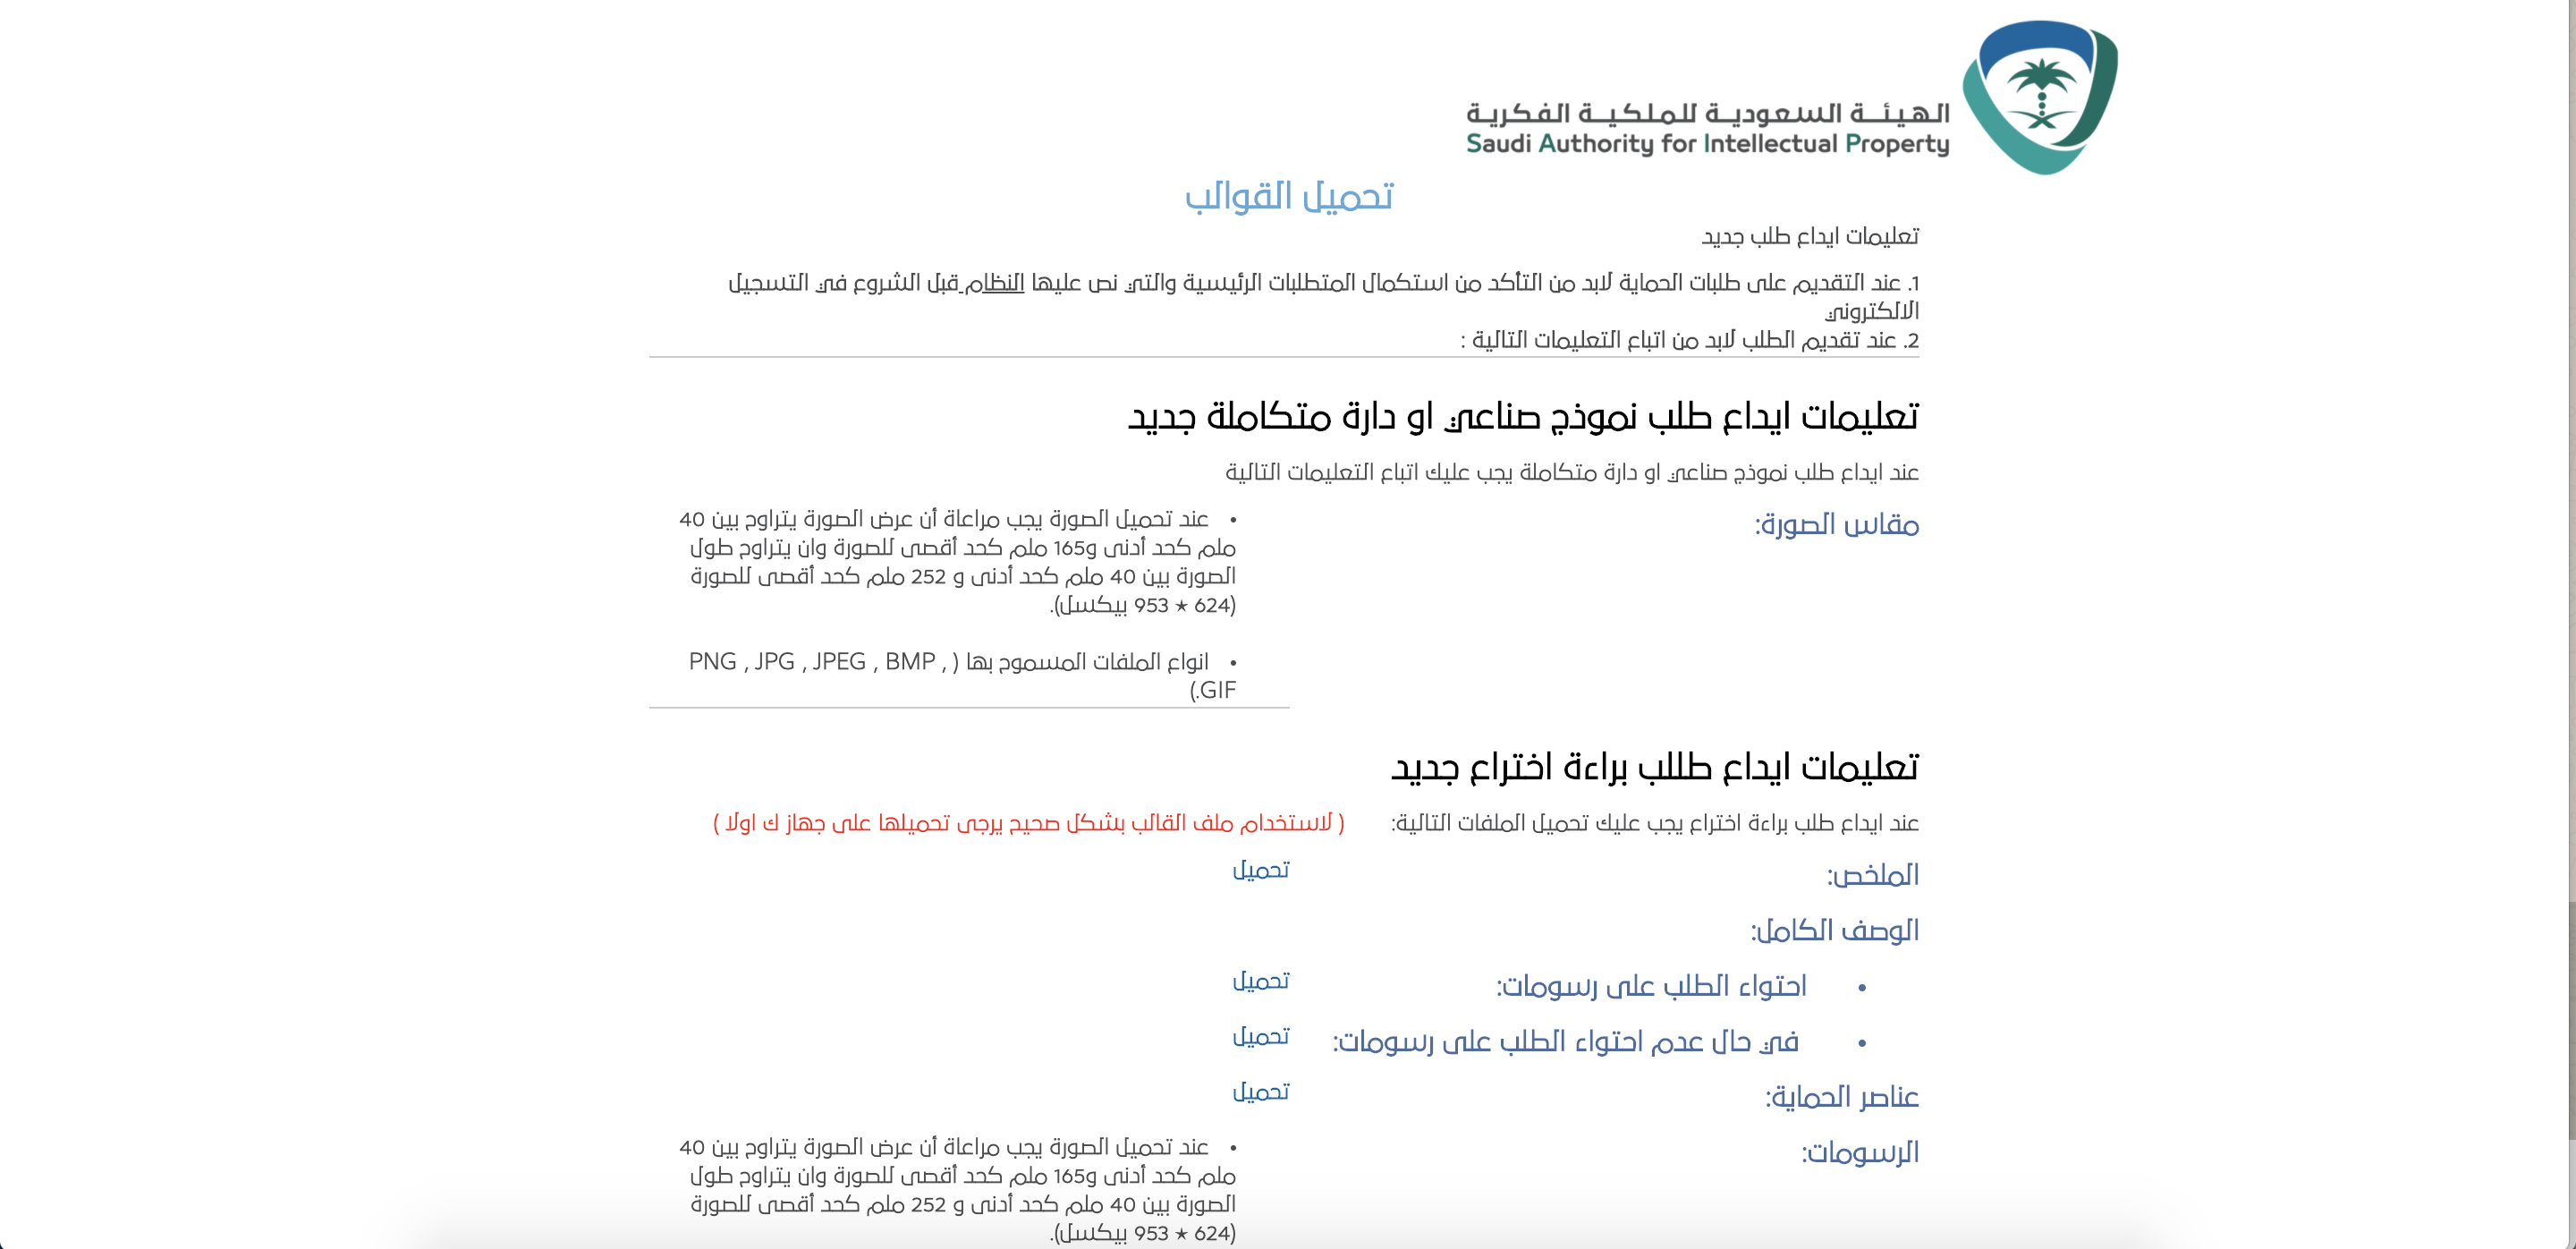 الهيئة السعودية للملكية الفكرية
Saudi Authority for Intellectual Property
تحميل القوالب
تعليمات ايداع طلب جديد
1. عند التقديم على طلبات الحماية لابد من التأكد من استكمال المتطلبات الرئيسية والتي نص عليها النظام قبل الشروع في التسجيل
الالكتروني
2. عند تقديم الطلب لابد من اتباع التعليمات التالية :
تعليمات ايداع طلب نموذج صناعي او دارة متكاملة جديد
عند ايداع طلب نموذج صناعي او دارة متكاملة يجب عليك اتباع التعليمات التالية
مقاس الصورة:
• عند تحميل الصورة يجب مراعاة أن عرض الصورة يتراوح بين 40
ملم كحد أدنى و165 ملم كحد أقصى للصورة وان يتراوح طول
الصورة بين 40 ملم كحد أدنى و 252 ملم كحد أقصى للصورة
(624 * 953 بيكسل).
• انواع الملفات المسموح بها ( PNG , JPG , JPEG , BMP ,
GIF.)
تعليمات ايداع طللب براءة اختراع جديد
عند ايداع طلب براءة اختراع يجب عليك تحميل الملفات التالية: ( لاستخدام ملف القالب بشكل صحيح يرجى تحميلها على جهاز ك اولا )
الملخص: تحميل
الوصف الكامل:
• احتواء الطلب على رسومات: تحميل
• في حال عدم احتواء الطلب على رسومات: تحميل
عناصر الحماية: تحميل
الرسومات:
• عند تحميل الصورة يجب مراعاة أن عرض الصورة يتراوح بين 40
ملم كحد أدنى و165 ملم كحد أقصى للصورة وان يتراوح طول
الصورة بين 40 ملم كحد أدنى و 252 ملم كحد أقصى للصورة
(624 * 953 بيكسل).